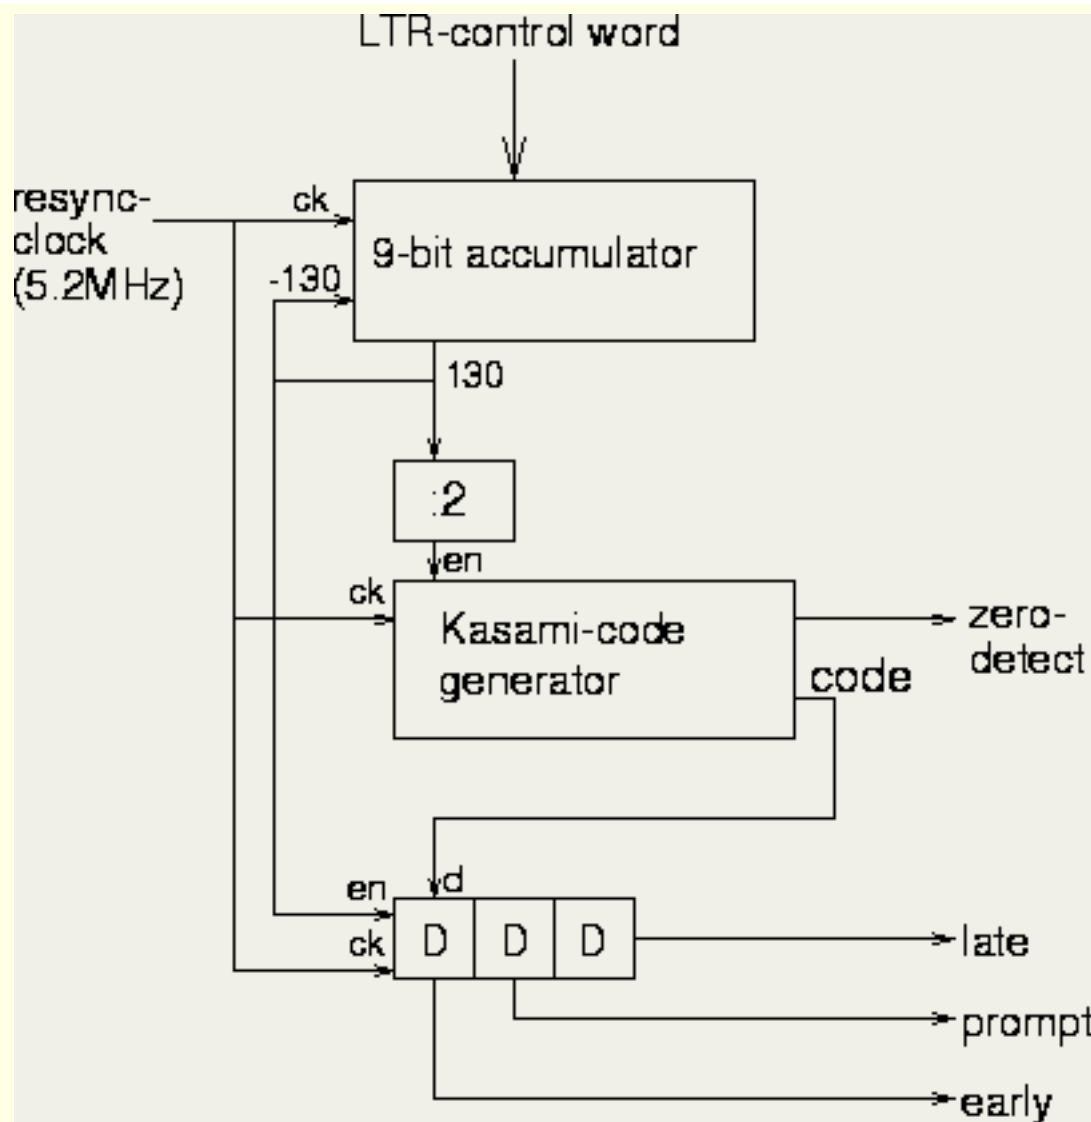 LTR-control word
resync-
clock
(5.2MHz)
ck
-130
9-bit accumulator
130
:2
en
ck
Kasami-code
generator
zero-
detect
code
d
en
ck
D D D
late
prompt
early